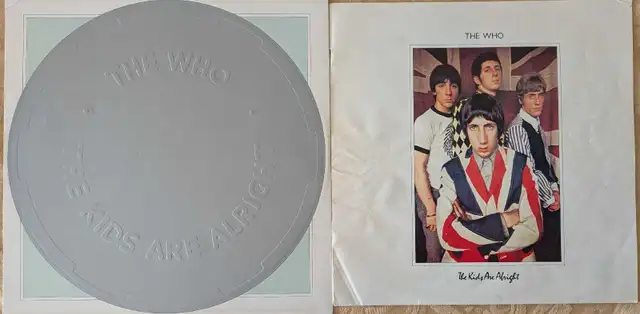 THE WHO
THE KIDS ARE ALRIGHT
THE WHO
The Kids Are Alright